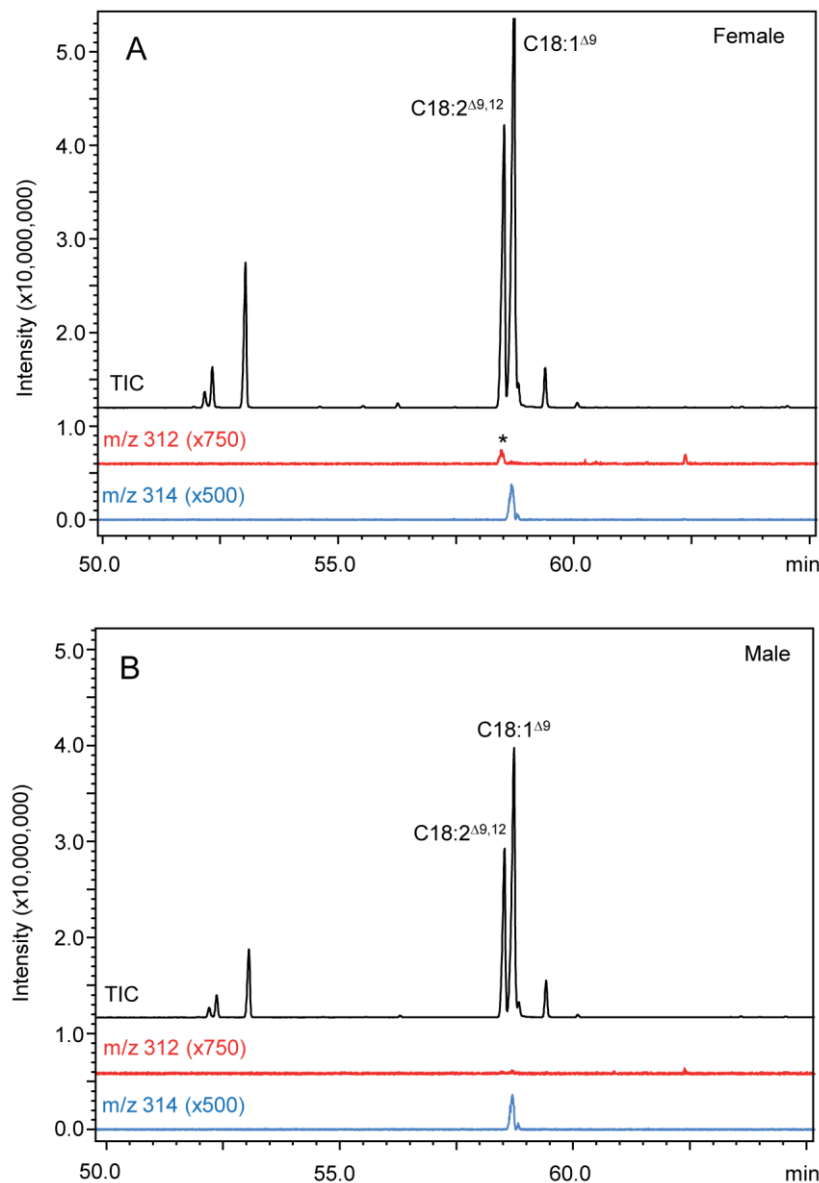 A
Female
C18:1Δ9
C18:2Δ9,12
5.0
4.0
3.0
2.0
1.0
0.0
Intensity (x10,000,000)
TIC
*
m/z 312 (x750)
m/z 314 (x500)
50.0
55.0
60.0
min
B
Male
C18:1Δ9
C18:2Δ9,12
5.0
4.0
3.0
2.0
1.0
0.0
Intensity (x10,000,000)
TIC
m/z 312 (x750)
m/z 314 (x500)
50.0
55.0
60.0
min